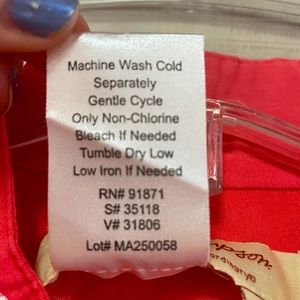 Machine Wash Cold
Separately
Gentle Cycle
Only Non-Chlorine
Bleach If Needed
Tumble Dry Low
Low Iron If Needed
RN# 91871
S# 35118
V# 31806
Lot# MA250058